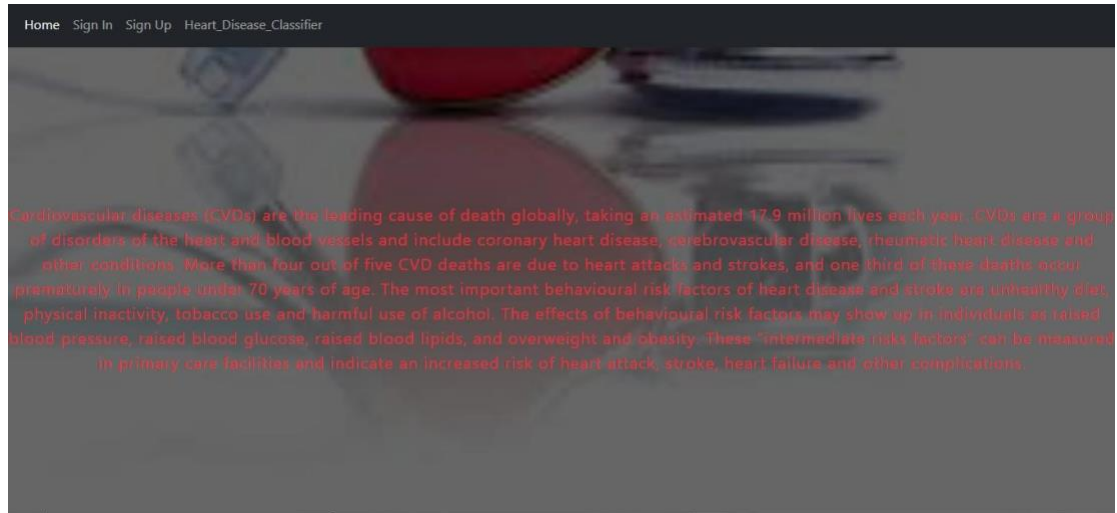 Home Sign In Sign Up Heart_Disease_Classifier
Cardiovascular diseases (CVDs) are the leading cause of death globally, taking an estimated 17.9 million lives each year. CVDs are a group
of disorders of the heart and blood vessels and include coronary heart disease, cerebrovascular disease, rheumatic heart disease and
other conditions. More than four out of five CVD deaths are due to heart attacks and strokes, and one third of these deaths occur
prematurely in people under 70 years of age. The most important behavioural risk factors of heart disease and stroke are unhealthy diet,
physical inactivity, tobacco use and harmful use of alcohol. The effects of behavioural risk factors may show up in individuals as raised
blood pressure, raised blood glucose, raised blood lipids, and overweight and obesity. These "intermediate risks factors" can be measured
in primary care facilities and indicate an increased risk of heart attack, stroke, heart failure and other complications.